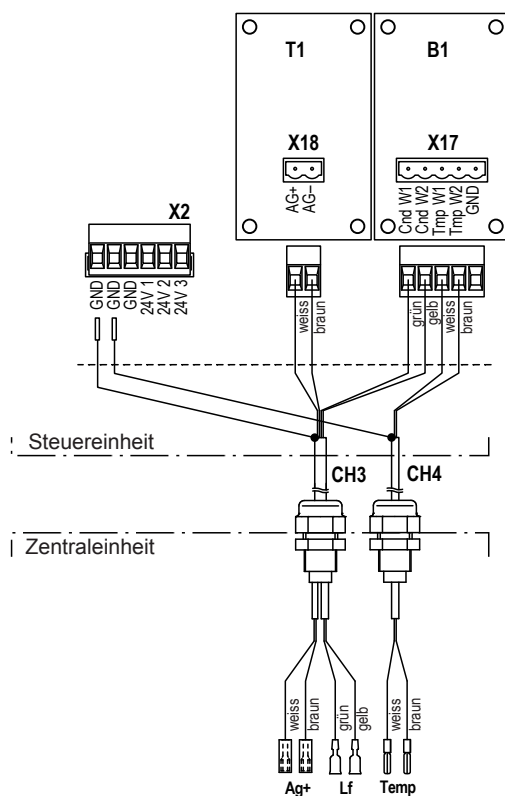 T1
B1
X18
X17
AG+
AG–
Cnd W1
Cnd W2
Tmp W1
Tmp W2
GND
X2
GND
GND
GND
24V 1
24V 2
24V 3
weiss
braun
grün
gelb
weiss
braun
Steuereinheit
CH3
CH4
Zentraleinheit
weiss
braun
grün
gelb
weiss
braun
Ag+
Lf
Temp